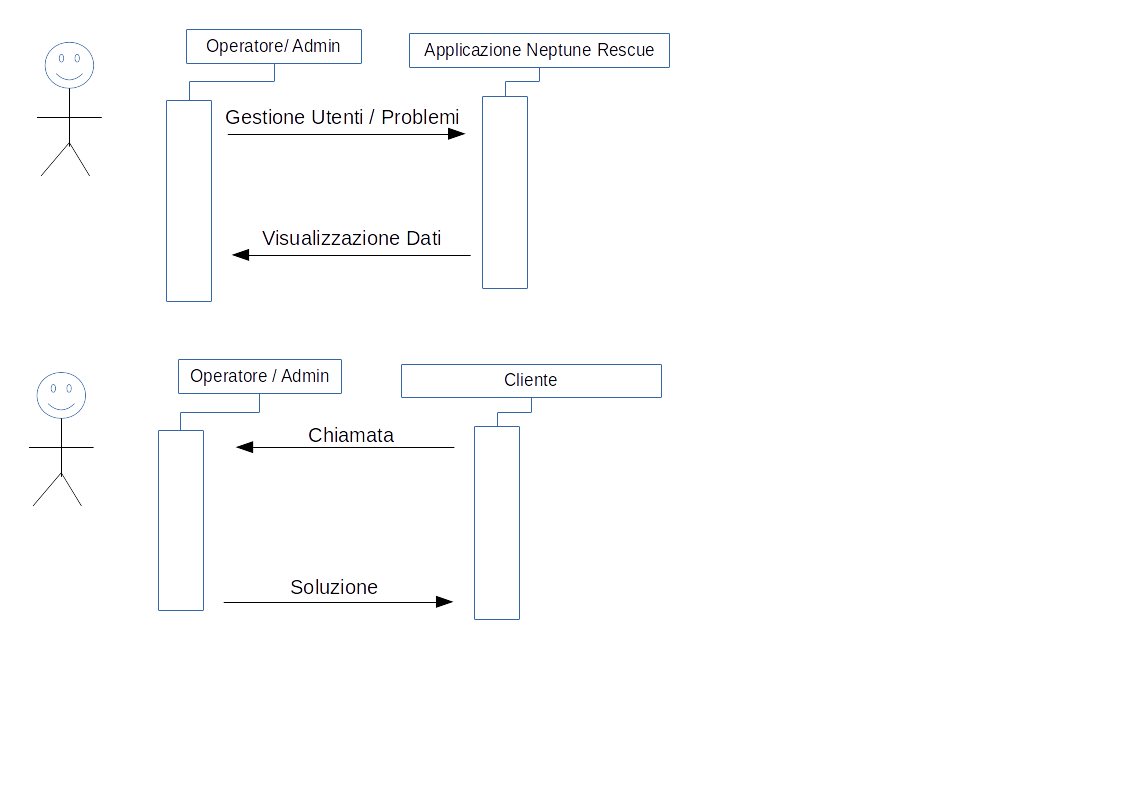 Operatore/ Admin
Applicazione Neptune Rescue
Gestione Utenti / Problemi
Visualizzazione Dati
Operatore / Admin
Cliente
Chiamata
Soluzione